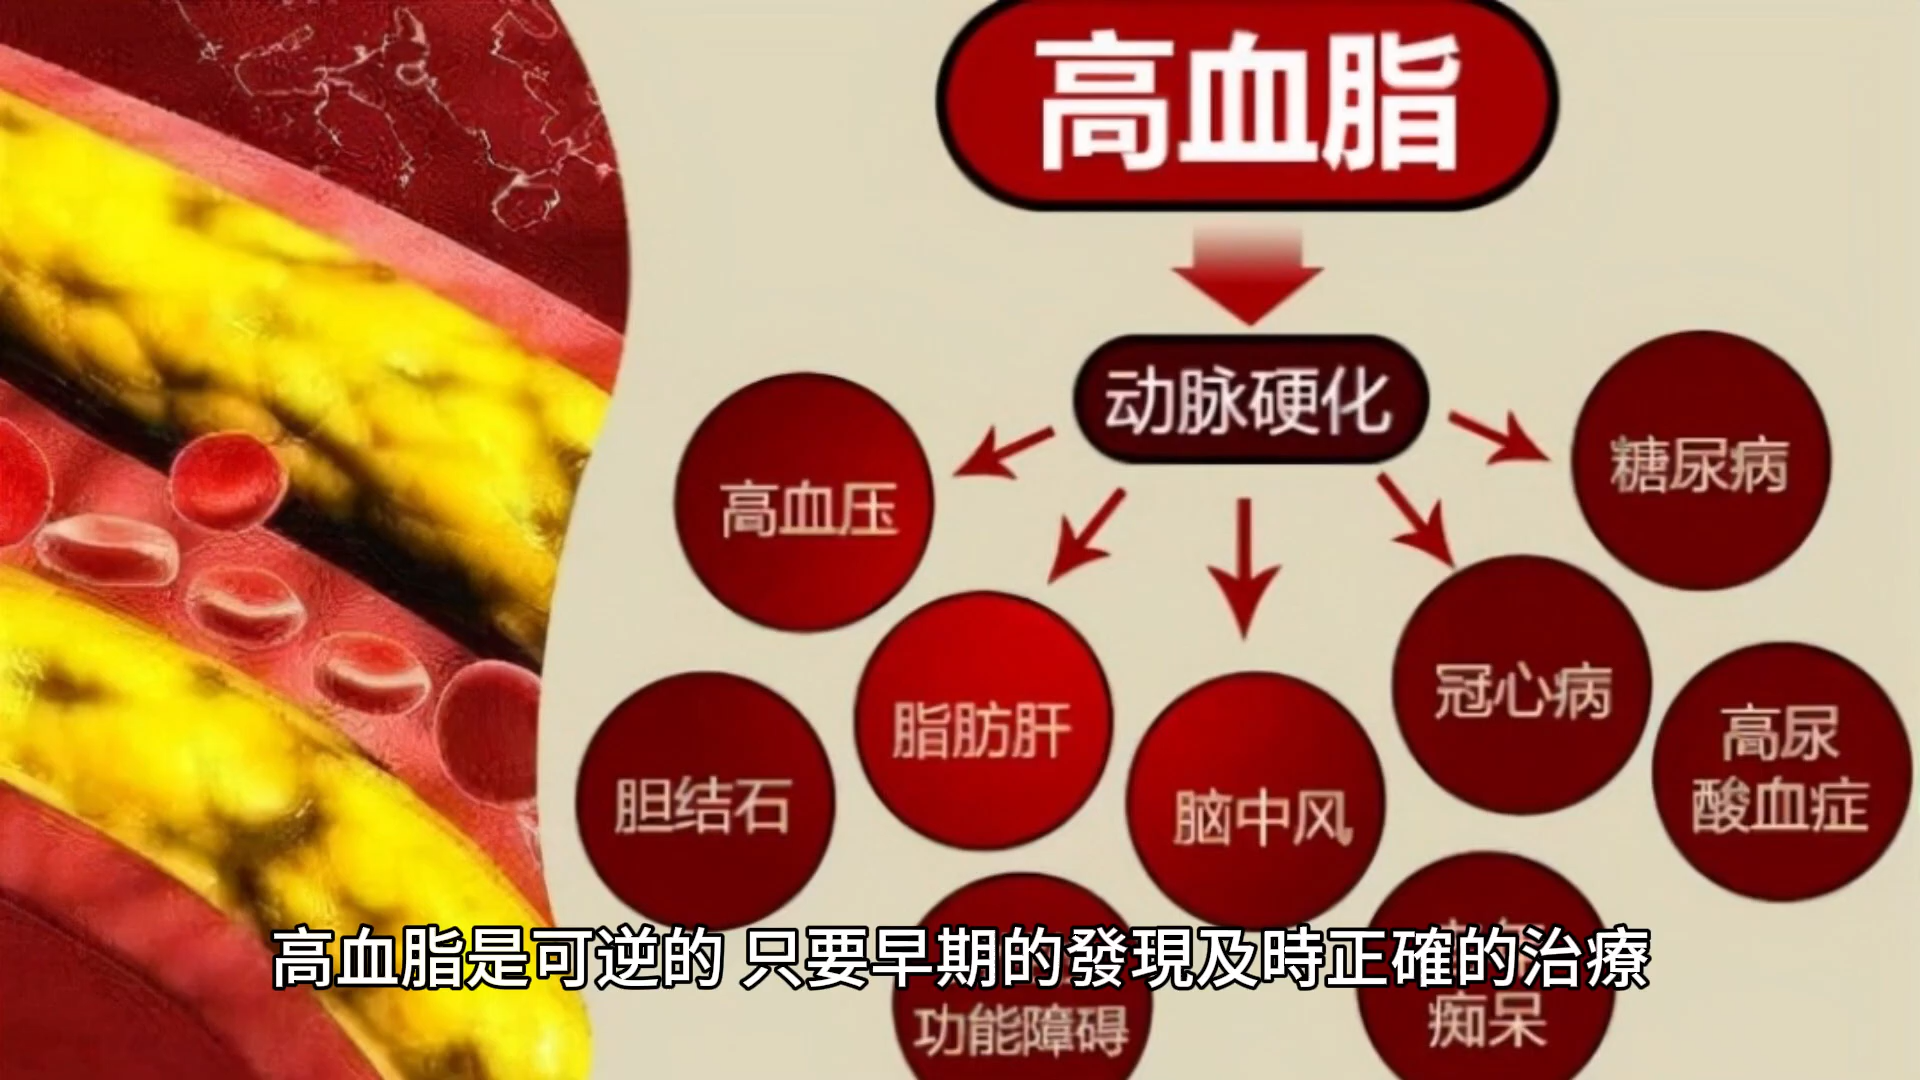 高血脂
动脉硬化
糖尿病
高血压
冠心病
脂肪肝
高尿
酸血症
胆结石
脑中风
高血脂是可逆的 只要早期的發現及時正確的治療
功能障碍
痴呆